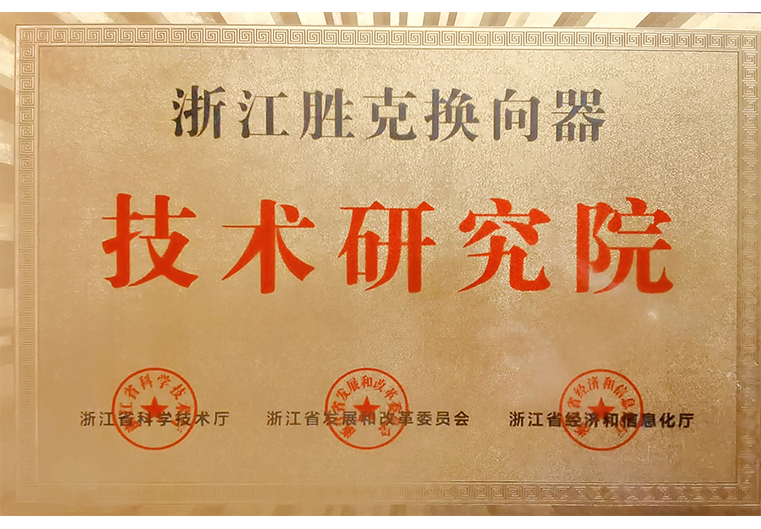 浙江胜克换向器
技术研究院
浙江省科学技术厅 浙江省发展和改革委员会 浙江省经济和信息化厅